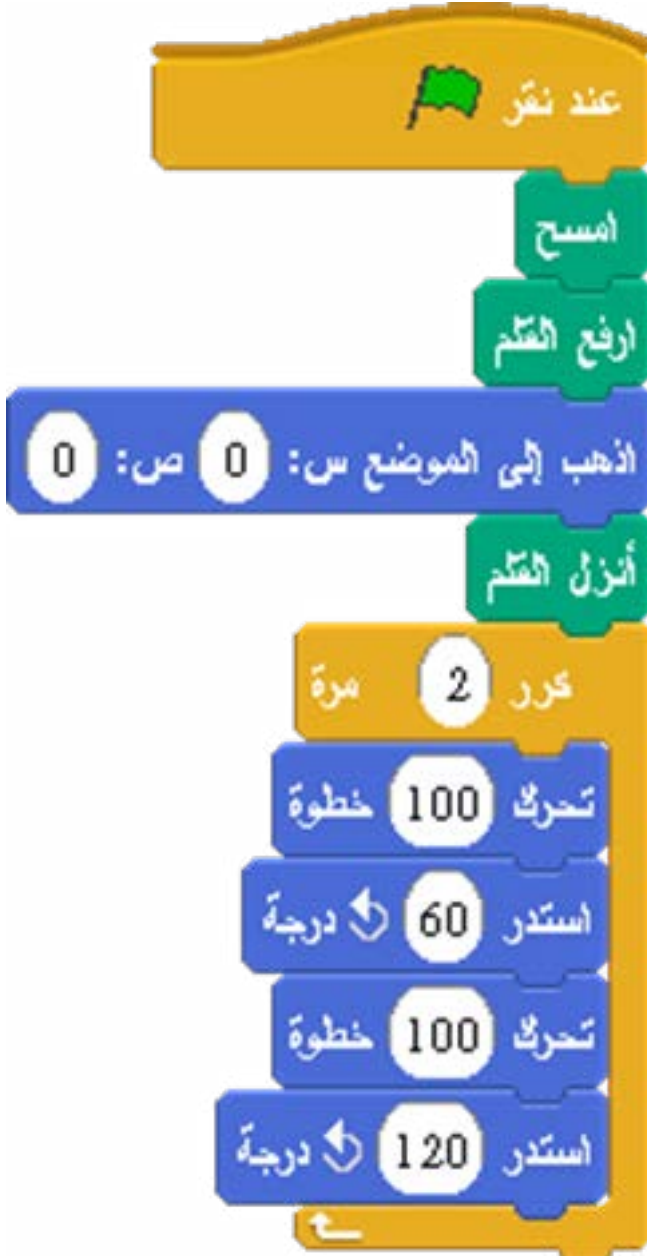 عند نقر
امسح
ارفع القلم
اذهب إلى الموضع س: 0 ص: 0
أنزل القلم
كرر 2 مرة
تحرك 100 خطوة
استدر 60 درجة
تحرك 100 خطوة
استدر 120 درجة